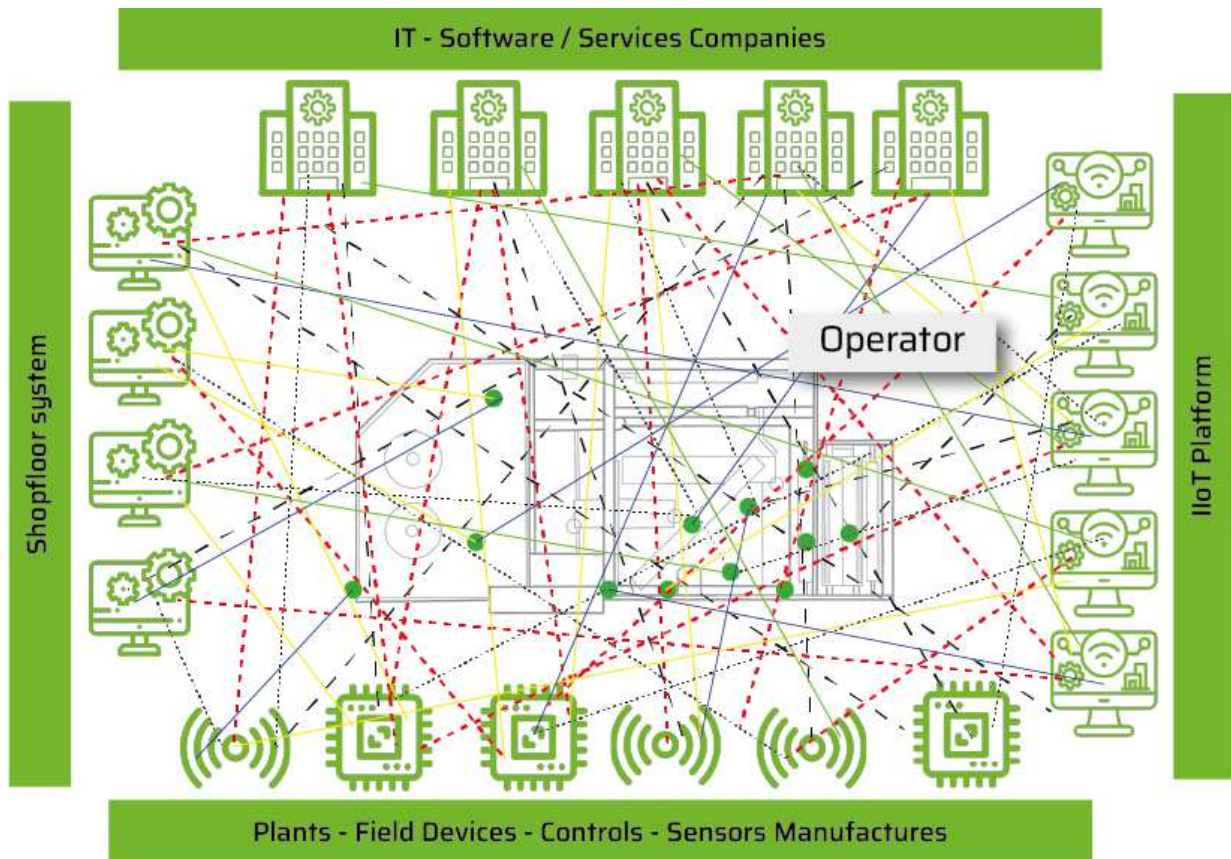 IT - Software / Services Companies
Shopfloor system
Operator
IIoT Platform
Plants - Field Devices - Controls - Sensors Manufactures